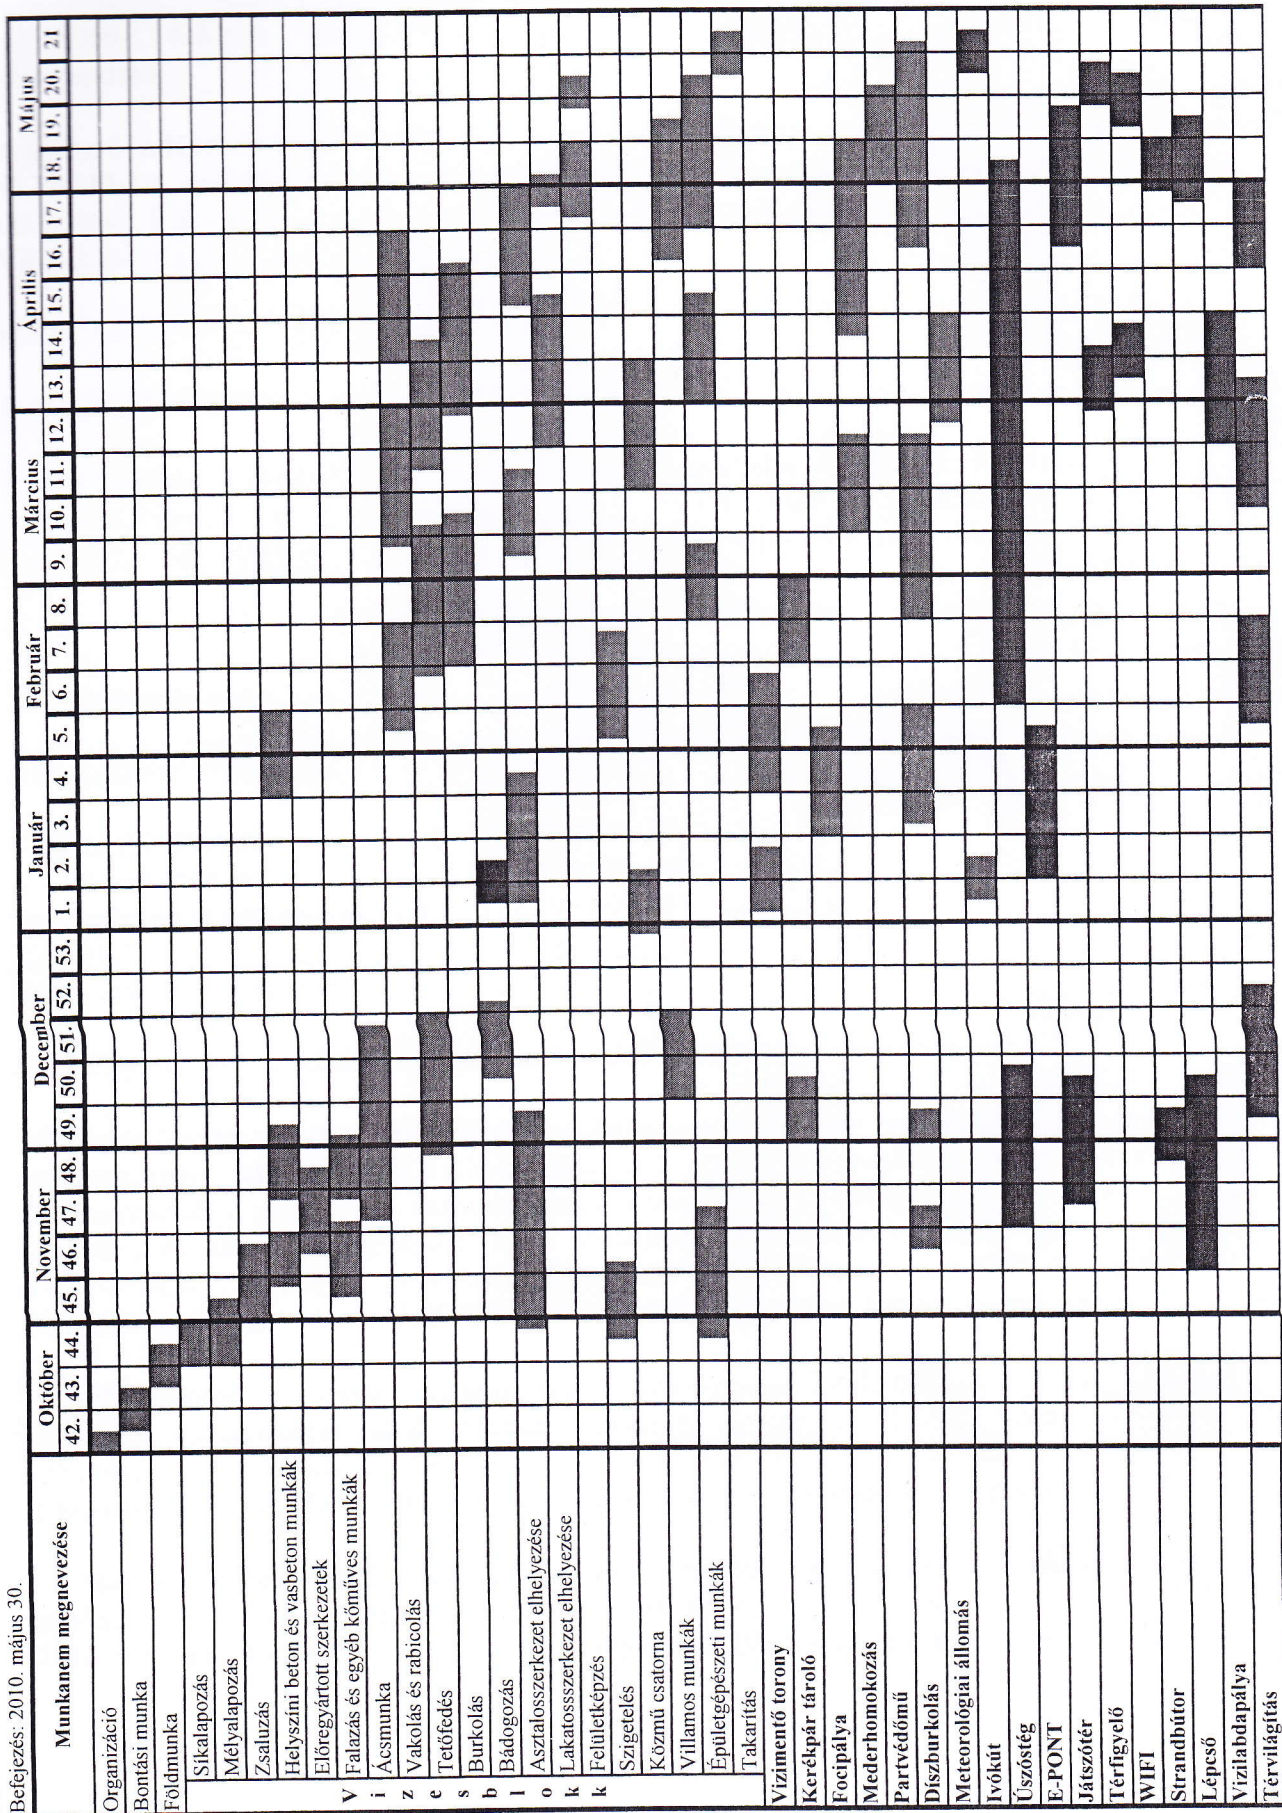 Befejezés: 2010. május 30.
Munkanem megnevezése
Október November December Január Február Március Április Május
42. 43. 44. 45. 46. 47. 48. 49. 50. 51. 52. 53. 1. 2. 3. 4. 5. 6. 7. 8. 9. 10. 11. 12. 13. 14. 15. 16. 17. 18. 19. 20. 21
Organizáció
Bontási munka
Földmunka
Vizesblokk
Síkalapozás
Mélyalapozás
Zsaluzás
Helyszíni beton és vasbeton munkák
Előregyártott szerkezetek
Falazás és egyéb kőműves munkák
Ácsmunka
Vakolás és rabicolás
Tetőfedés
Burkolás
Bádogozás
Asztalosszerkezet elhelyezése
Lakatosszerkezet elhelyezése
Felületképzés
Szigetelés
Közmű csatorna
Villamos munkák
Épületgépészeti munkák
Takarítás
Vizimentő torony
Kerékpár tároló
Focipálya
Mederhomokozás
Partvédőmű
Díszburkolás
Meteorológiai állomás
Ivókút
Úszóstég
E-PONT
Játszótér
Térfigyelő
WIFI
Strandbútor
Lépcső
Vizilabdapálya
Térvilágítás